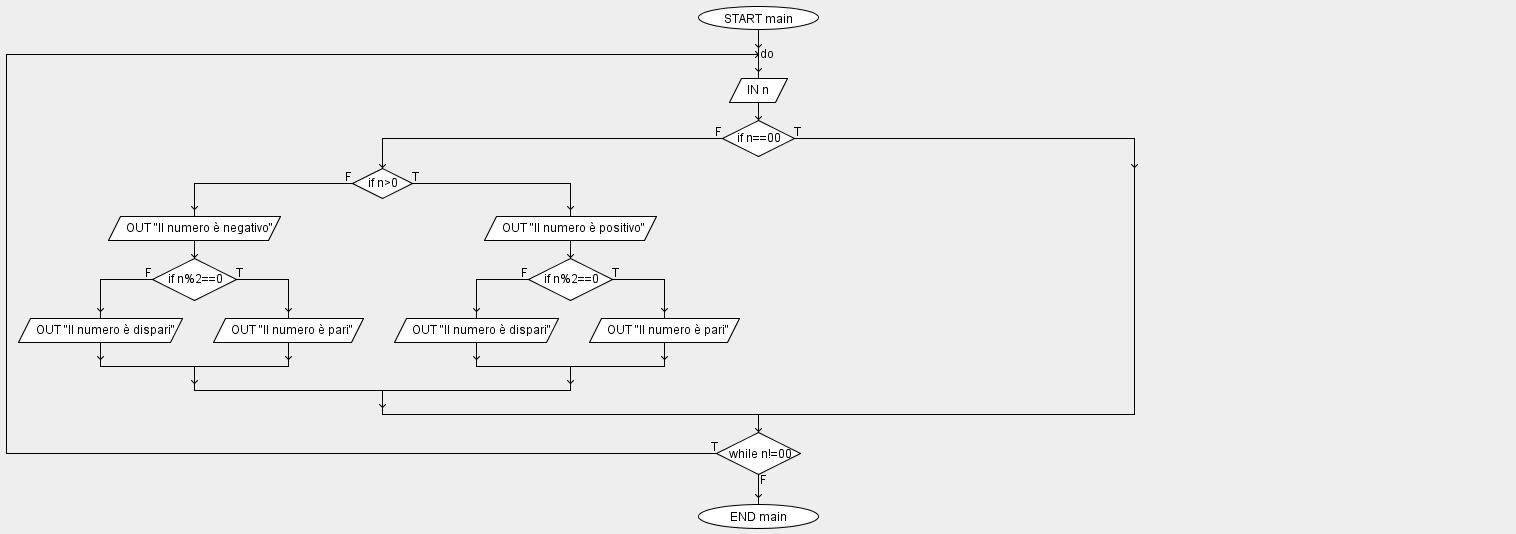 START main
do
IN n
F
if n==00
T
F
if n>0
T
OUT "Il numero è negativo"
OUT "Il numero è positivo"
F
if n%2==0
T
F
if n%2==0
T
OUT "Il numero è dispari"
OUT "Il numero è pari"
OUT "Il numero è dispari"
OUT "Il numero è pari"
T
while n!=00
F
END main